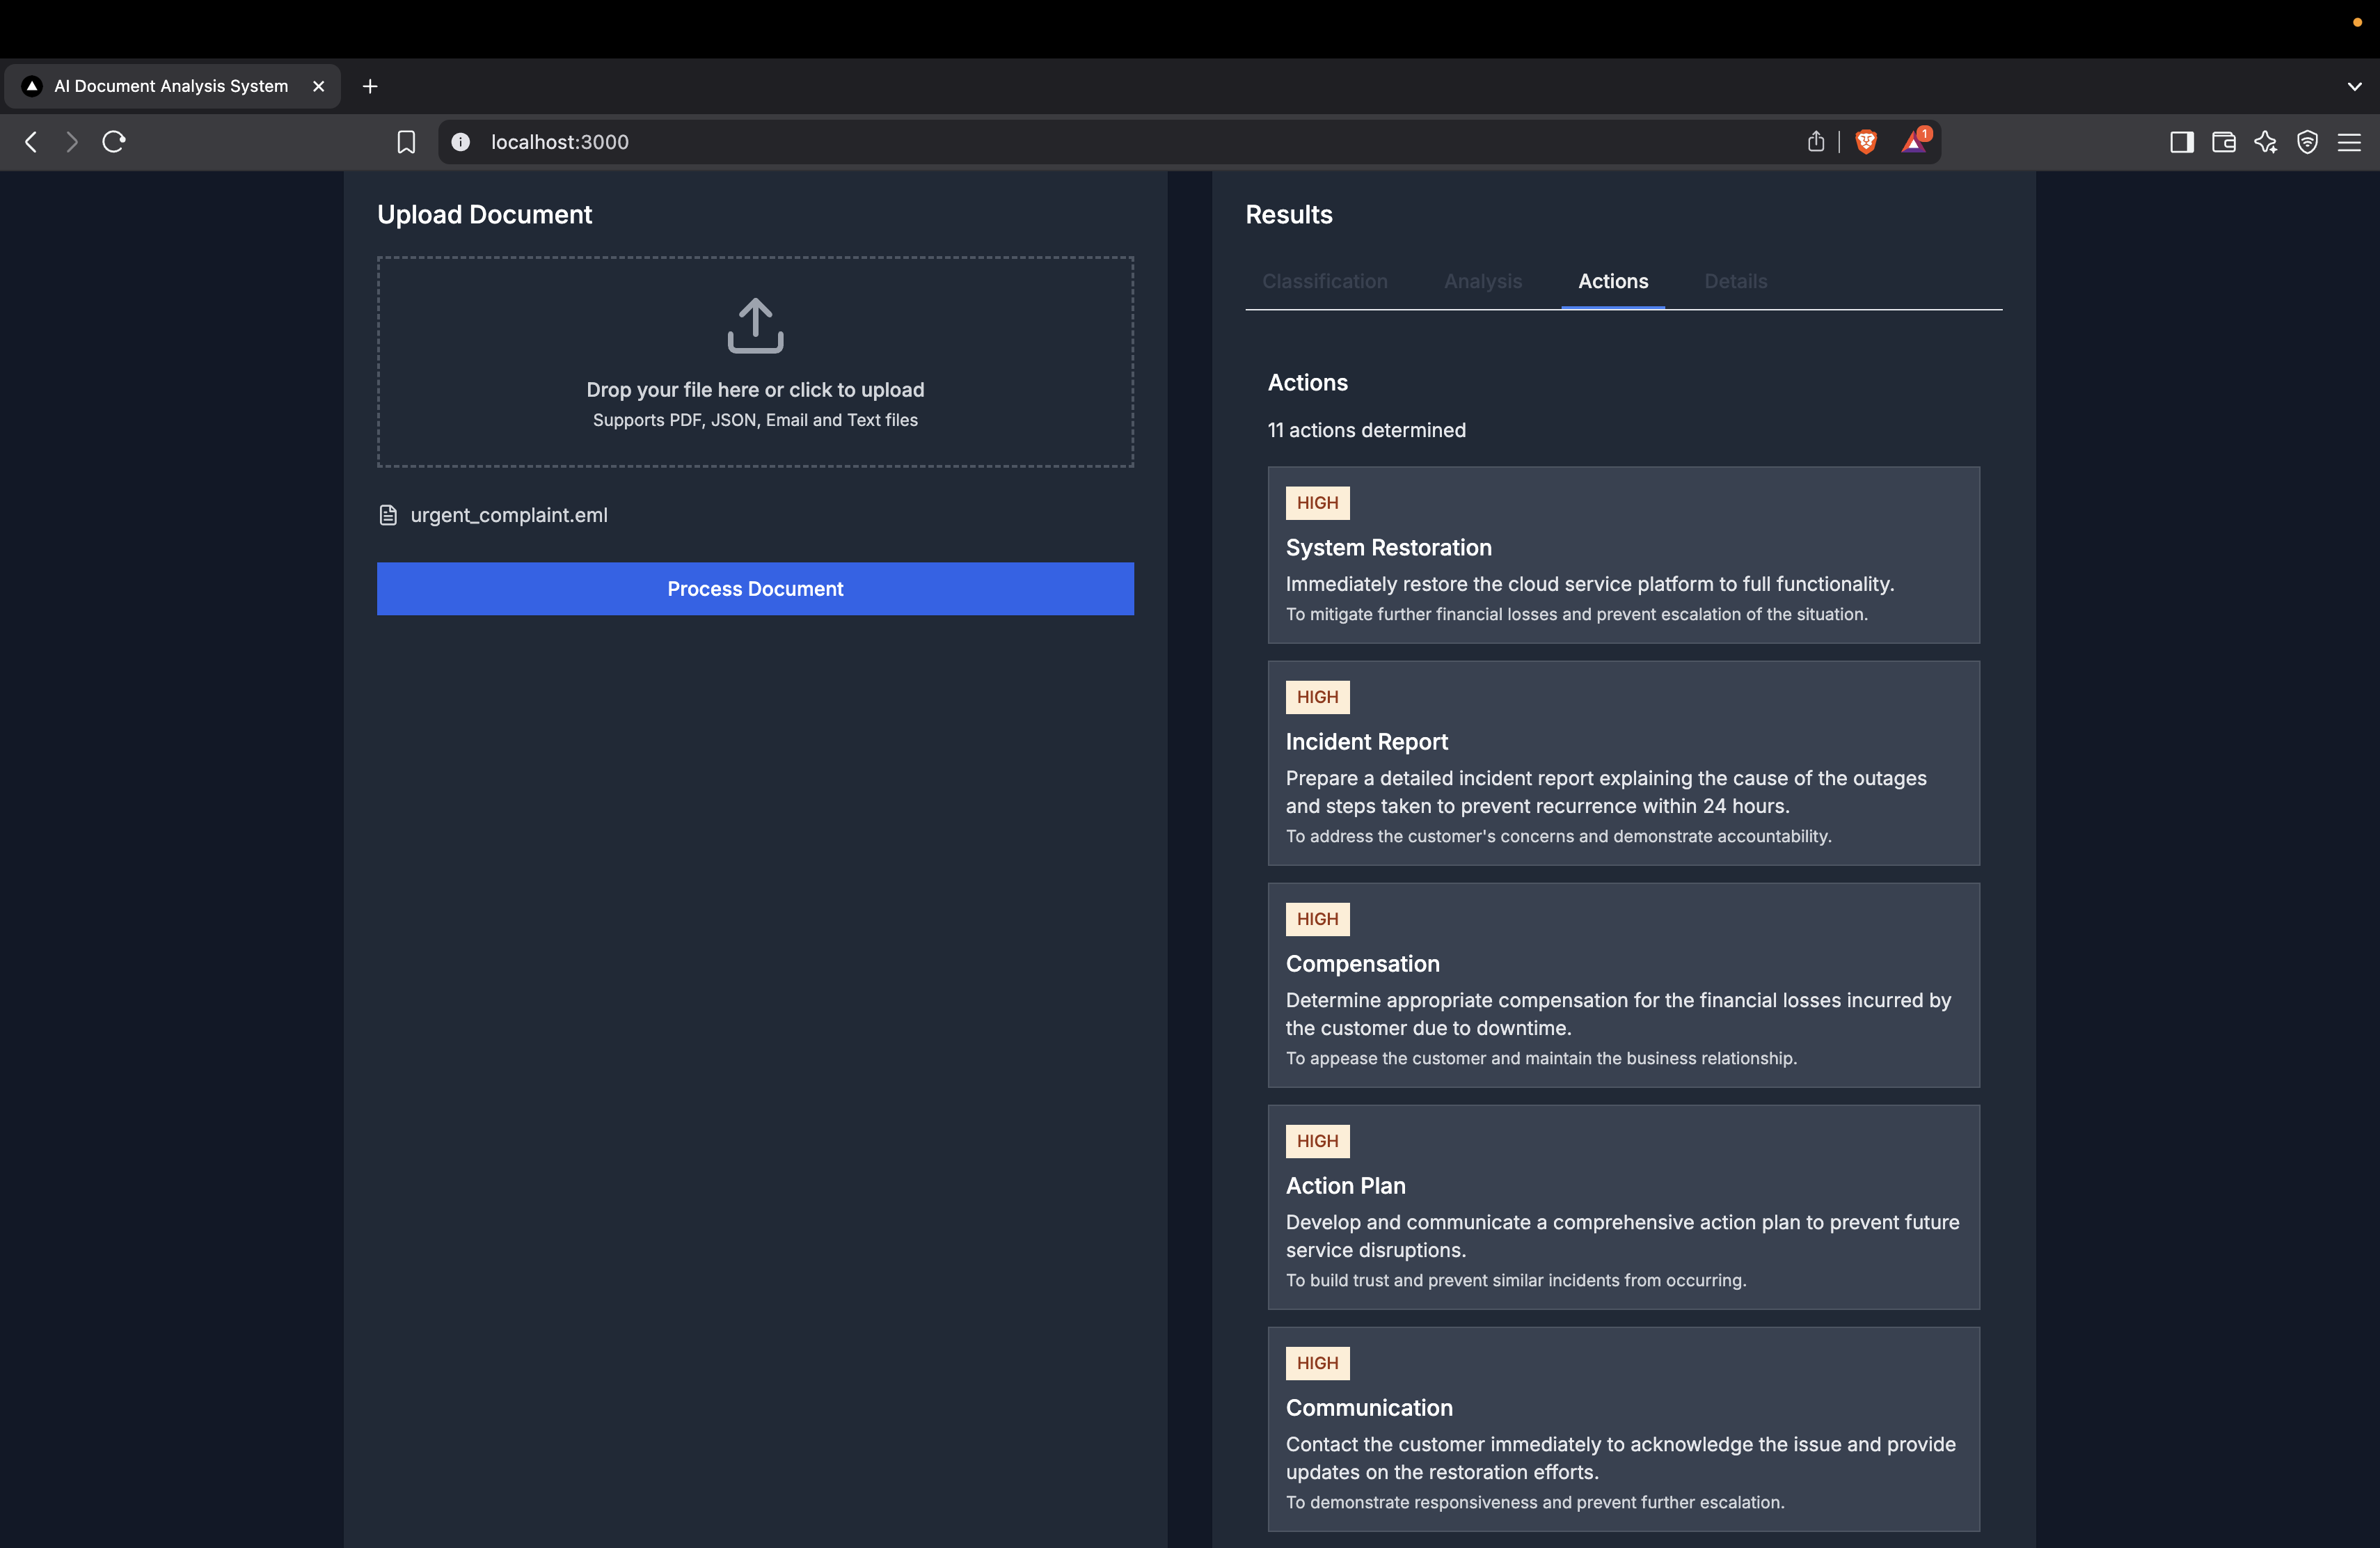 AI Document Analysis System
localhost:3000
1
Upload Document
Drop your file here or click to upload
Supports PDF, JSON, Email and Text files
urgent_complaint.eml
Process Document
Results
Classification Analysis Actions Details
Actions
11 actions determined
HIGH
System Restoration
Immediately restore the cloud service platform to full functionality.
To mitigate further financial losses and prevent escalation of the situation.
HIGH
Incident Report
Prepare a detailed incident report explaining the cause of the outages
and steps taken to prevent recurrence within 24 hours.
To address the customer's concerns and demonstrate accountability.
HIGH
Compensation
Determine appropriate compensation for the financial losses incurred by
the customer due to downtime.
To appease the customer and maintain the business relationship.
HIGH
Action Plan
Develop and communicate a comprehensive action plan to prevent future
service disruptions.
To build trust and prevent similar incidents from occurring.
HIGH
Communication
Contact the customer immediately to acknowledge the issue and provide
updates on the restoration efforts.
To demonstrate responsiveness and prevent further escalation.